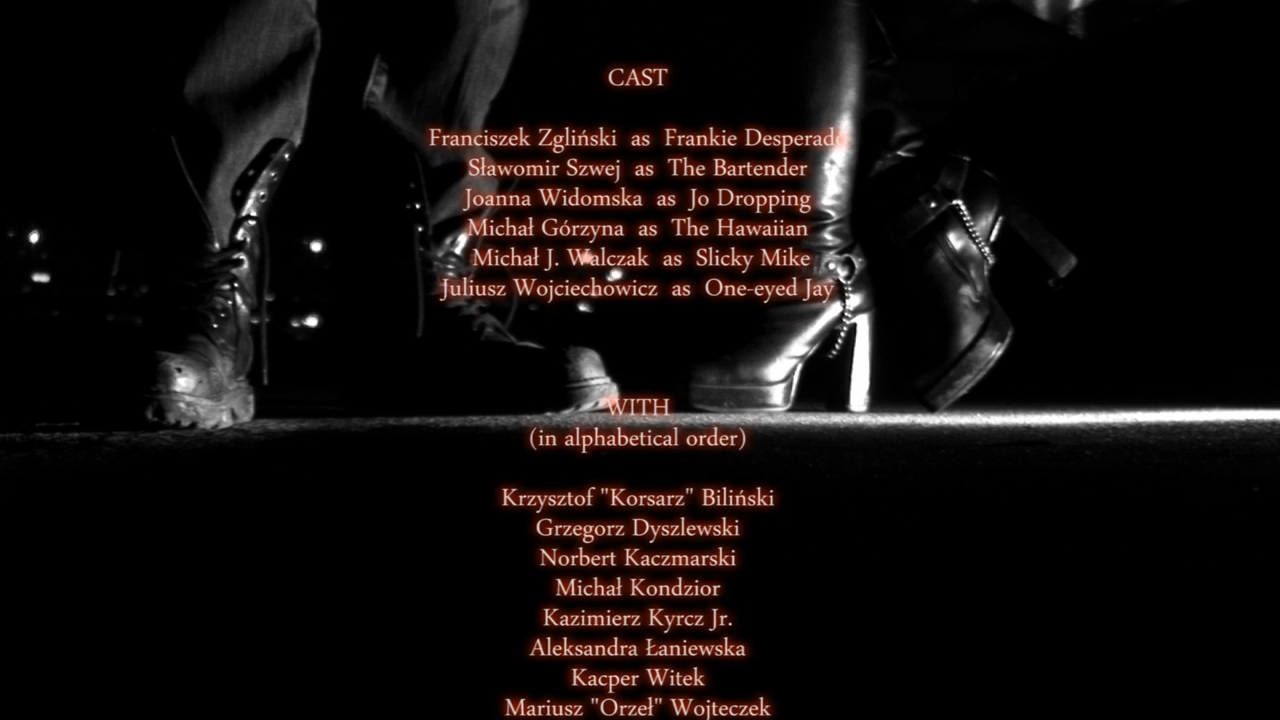 CAST
Franciszek Zgliński as Frankie Desperado
Sławomir Szwej as The Bartender
Joanna Widomska as Jo Dropping
Michał Górzyna as The Hawaiian
Michał J. Walczak as Slicky Mike
Juliusz Wojciechowicz as One-eyed Jay
WITH
(in alphabetical order)
Krzysztof "Korsarz" Biliński
Grzegorz Dyszlewski
Norbert Kaczmarski
Michał Kondzior
Kazimierz Kyrcz Jr.
Aleksandra Łaniewska
Kacper Witek
Mariusz "Orzeł" Wojteczek